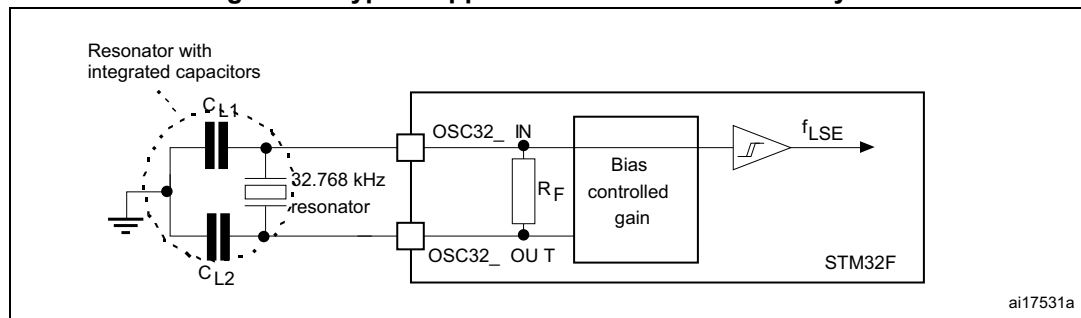 Resonator with
integrated capacitors
CL1
OSC32_ IN
fLSE
32.768 kHz
resonator
RF
Bias
controlled
gain
OSC32_ OU T
CL2
STM32F
ai17531a